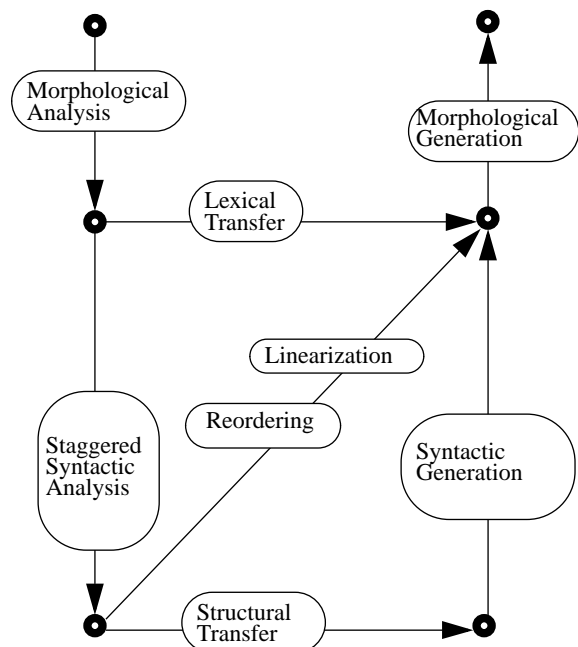 Morphological
Analysis
Morphological
Generation
Lexical
Transfer
Linearization
Reordering
Staggered
Syntactic
Analysis
Syntactic
Generation
Structural
Transfer